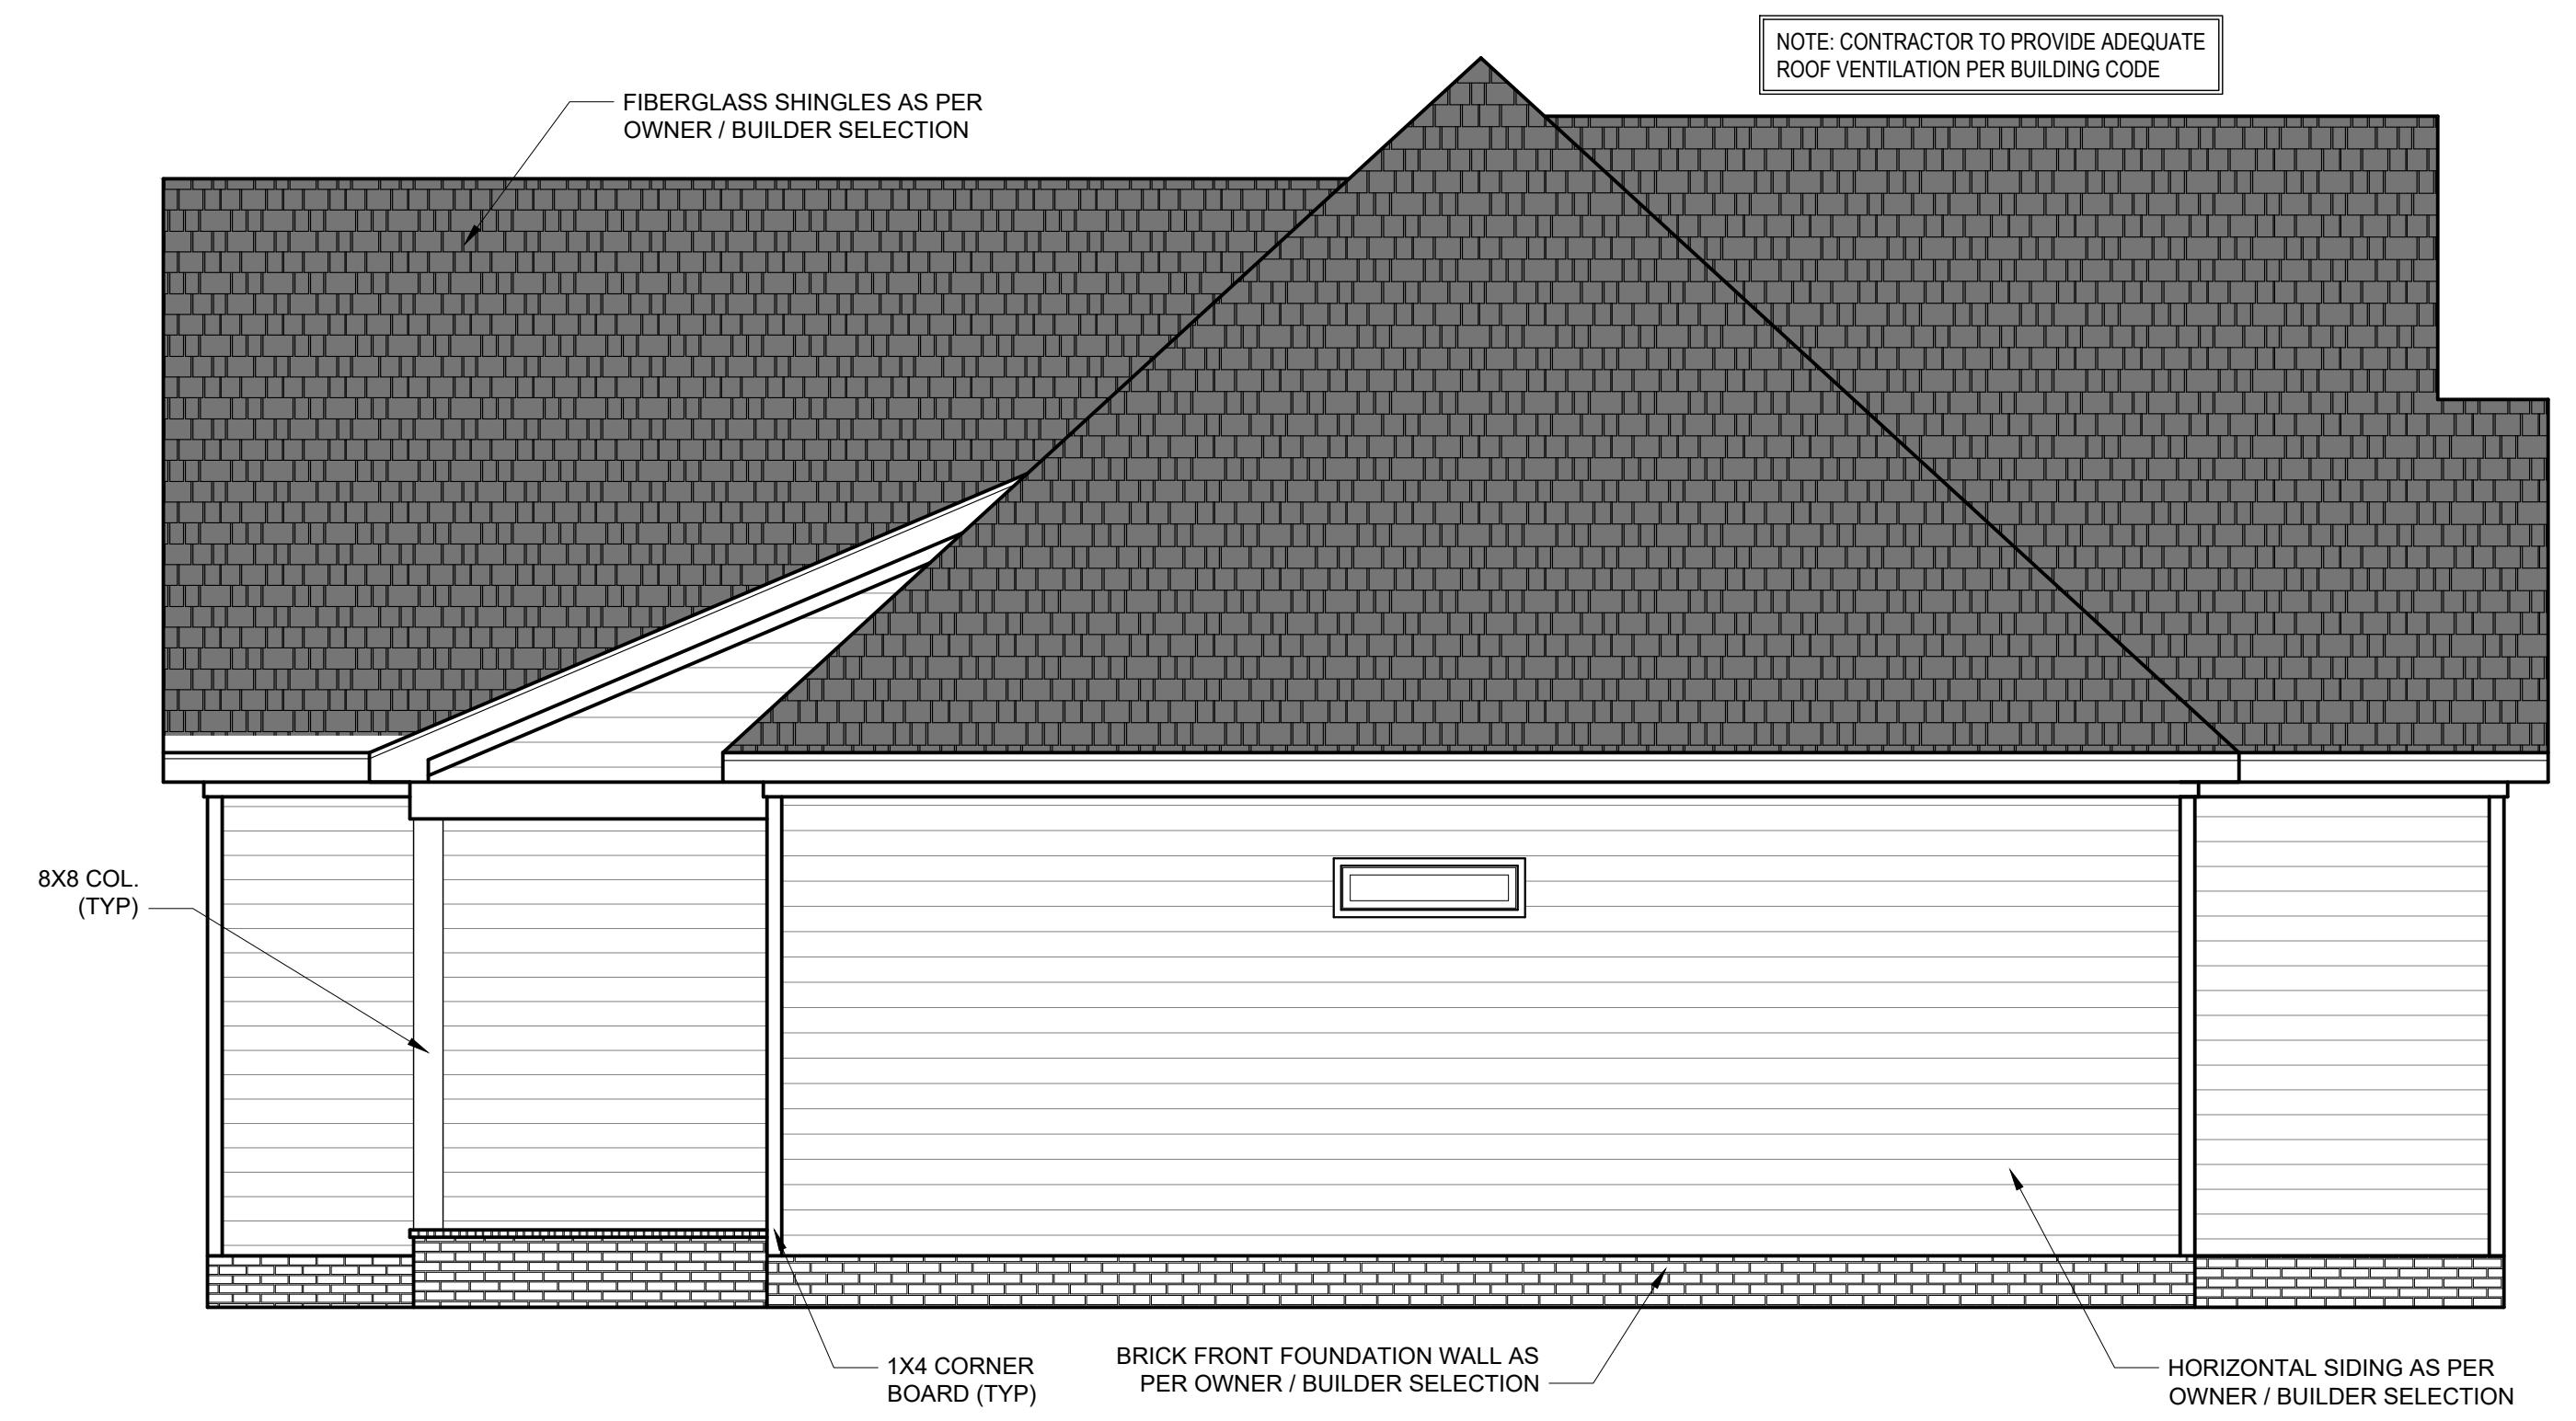 NOTE: CONTRACTOR TO PROVIDE ADEQUATE
ROOF VENTILATION PER BUILDING CODE
FIBERGLASS SHINGLES AS PER
OWNER / BUILDER SELECTION
8X8 COL.
(TYP)
1X4 CORNER
BOARD (TYP)
BRICK FRONT FOUNDATION WALL AS
PER OWNER / BUILDER SELECTION
HORIZONTAL SIDING AS PER
OWNER / BUILDER SELECTION